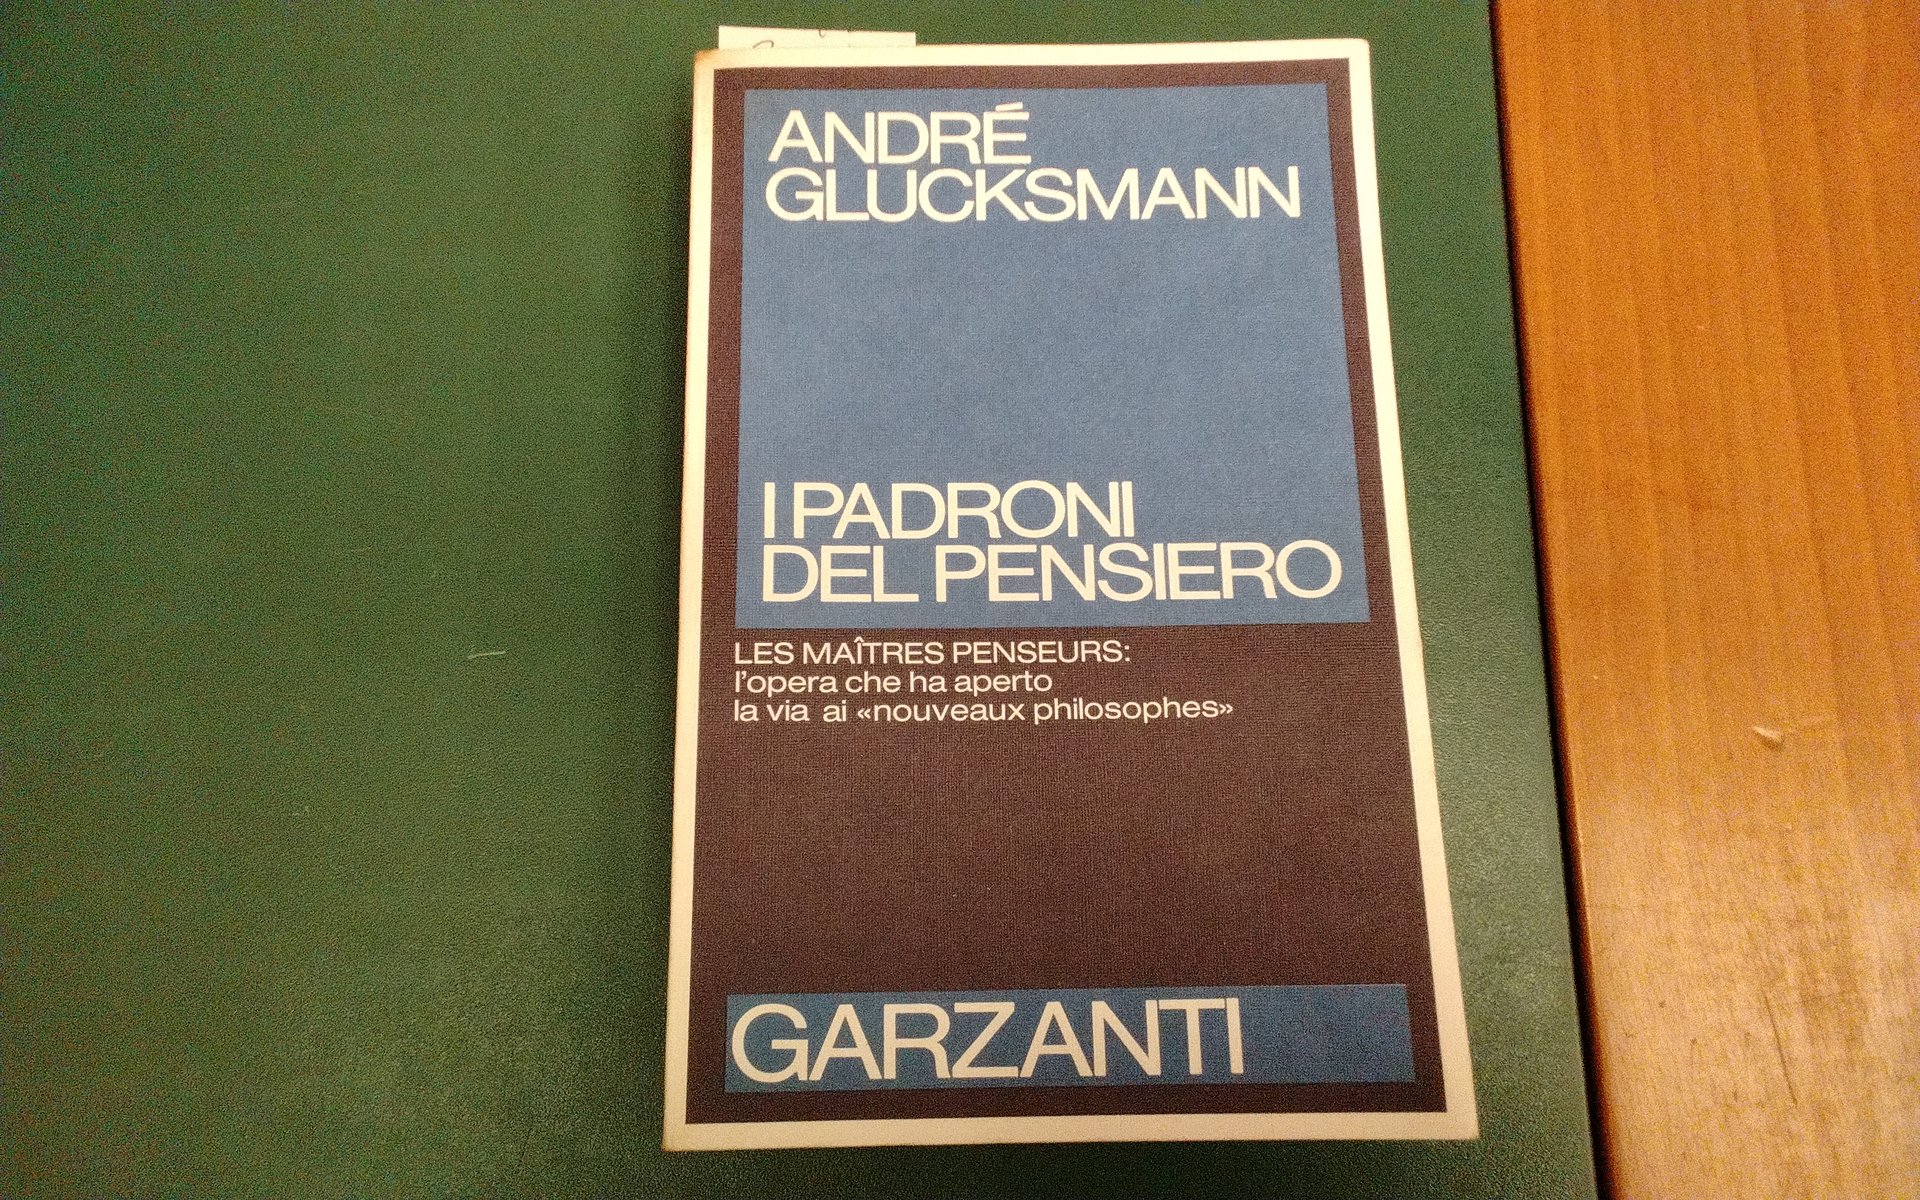 ANDRÉ
GLUCKSMANN
I PADRONI
DEL PENSIERO
LES MAÎTRES PENSEURS:
l'opera che ha aperto
la via ai «nouveaux philosophes»
GARZANTI